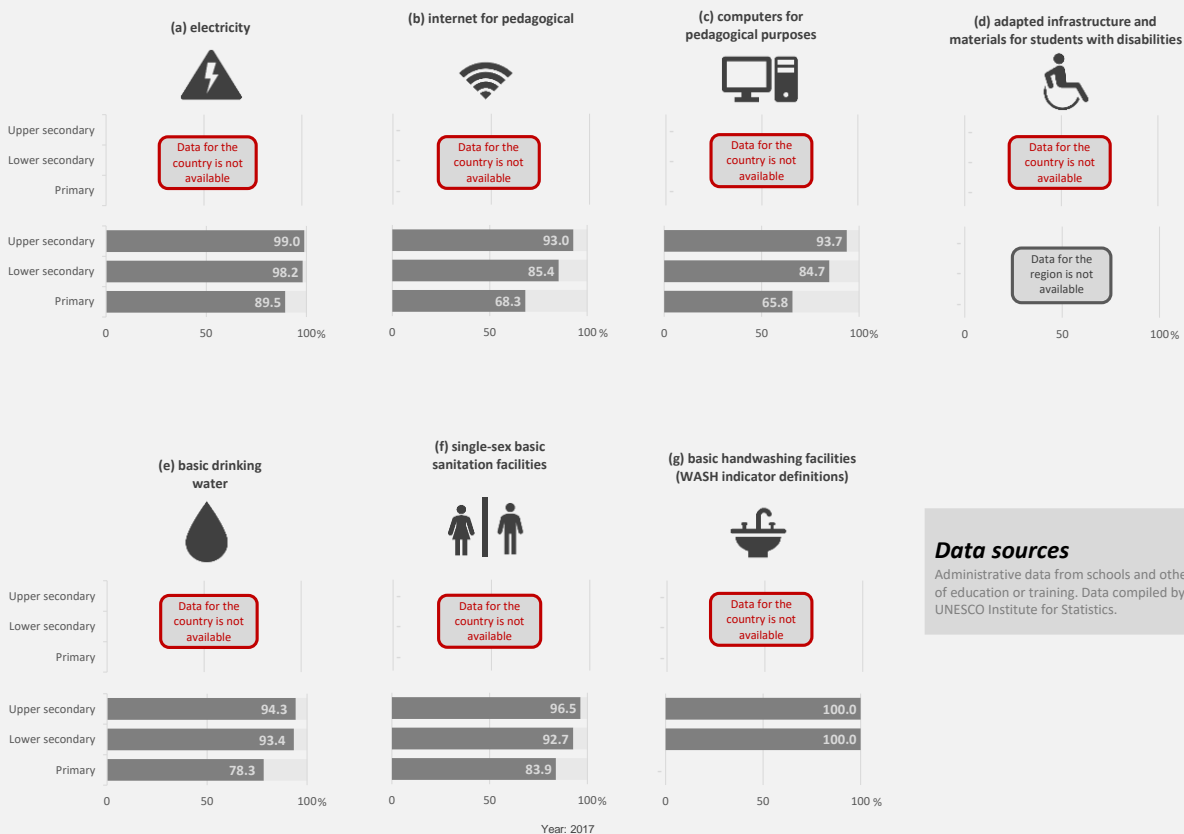 (a) electricity
(b) internet for pedagogical
(c) computers for
pedagogical purposes
(d) adapted infrastructure and
materials for students with disabilities
Upper secondary
Lower secondary
Primary
Data for the
country is not
available
Data for the
country is not
available
Data for the
country is not
available
Data for the
country is not
available
Upper secondary
Lower secondary
Primary
99.0
98.2
89.5
93.0
85.4
68.3
93.7
84.7
65.8
Data for the
region is not
available
0 50 100%
0 50 100%
0 50 100%
0 50 100%
(e) basic drinking
water
(f) single-sex basic
sanitation facilities
(g) basic handwashing facilities
(WASH indicator definitions)
Upper secondary
Lower secondary
Primary
Data for the
country is not
available
Data for the
country is not
available
Data for the
country is not
available
Data sources
Administrative data from schools and othe
of education or training. Data compiled by
UNESCO Institute for Statistics.
Upper secondary
Lower secondary
Primary
94.3
93.4
78.3
96.5
92.7
83.9
100.0
100.0
0 50 100%
0 50 100%
0 50 100 %
Year: 2017